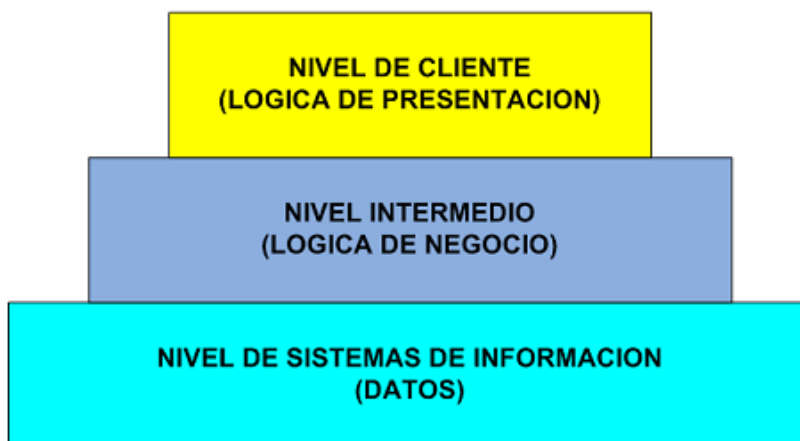 NIVEL DE CLIENTE
(LOGICA DE PRESENTACION)
NIVEL INTERMEDIO
(LOGICA DE NEGOCIO)
NIVEL DE SISTEMAS DE INFORMACION
(DATOS)